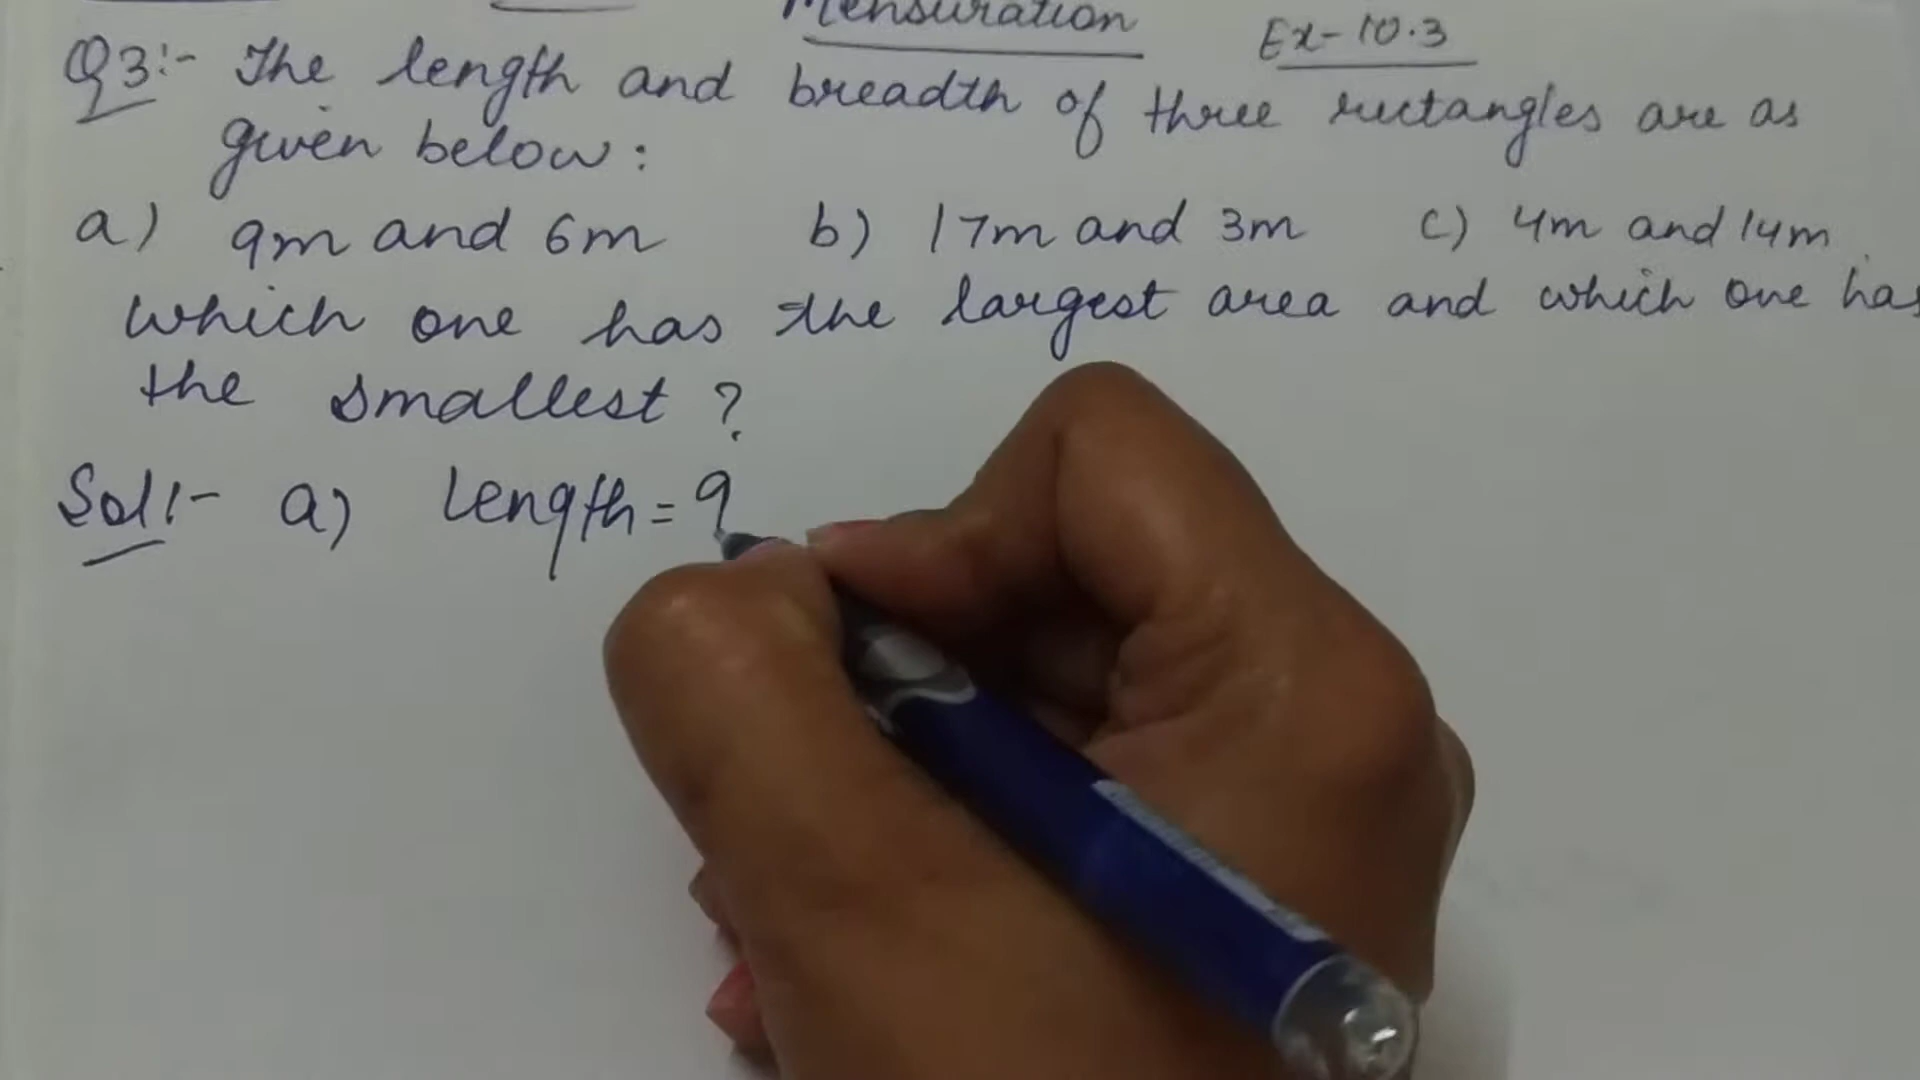 Mensuration Ex-10.3
Q3:- The length and breadth of three rectangles are as
given below:
a) 9m and 6m b) 17m and 3m c) 4m and 14m
which one has the largest area and which one has
the smallest?
Sol:- a) Length = 9